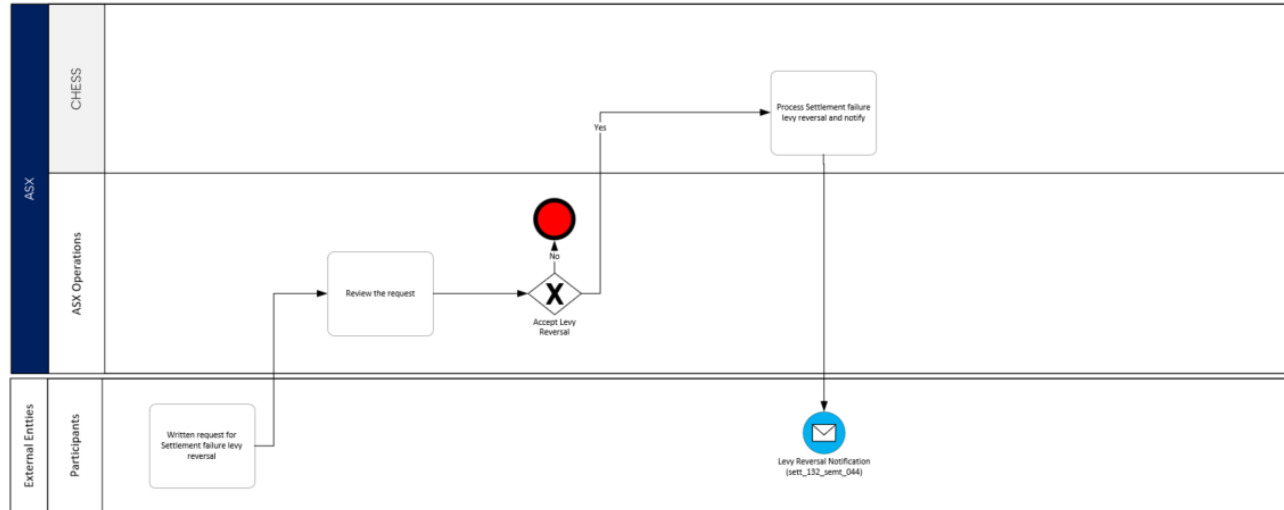 ASX
CHESS
Process Settlement failure
levy reversal and notify
Yes
ASX Operations
Review the request
No
X
Accept Levy
Reversal
External Entties
Participants
Written request for
Settlement failure levy
reversal
Levy Reversal Notification
(sett_132_semt_044)